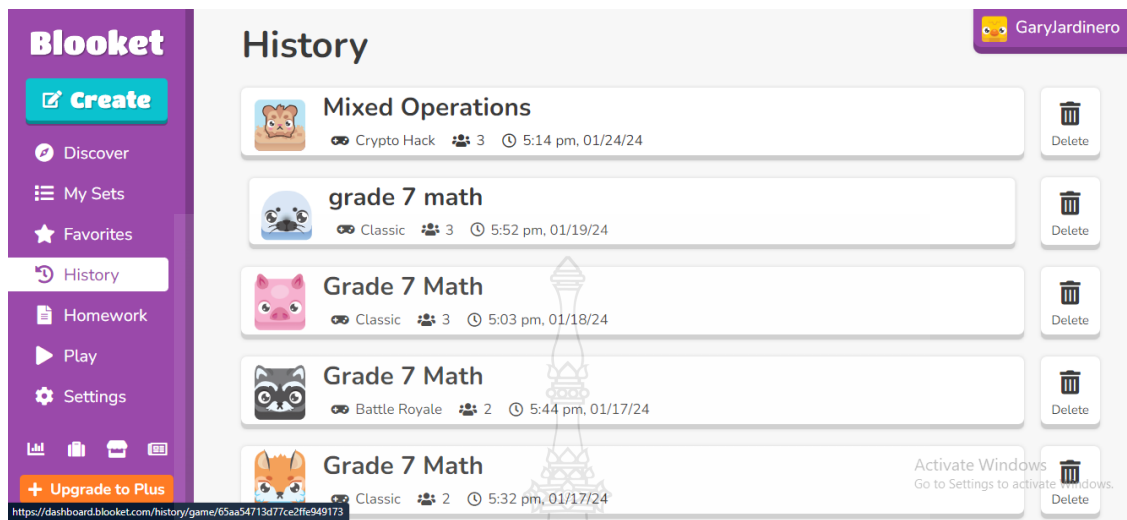 Blooket
Create
Discover
My Sets
Favorites
History
Homework
Play
Settings
Upgrade to Plus
https://dashboard.blooket.com/history/game/65aa54713d77ce2ffe949173
GaryJardinero
History
Mixed Operations
Crypto Hack 3 5:14 pm, 01/24/24
Delete
grade 7 math
Classic 3 5:52 pm, 01/19/24
Delete
Grade 7 Math
Classic 3 5:03 pm, 01/18/24
Delete
Grade 7 Math
Battle Royale 2 5:44 pm, 01/17/24
Delete
Grade 7 Math
Classic 2 5:32 pm, 01/17/24
Delete
Activate Windows
Go to Settings to activate Windows.